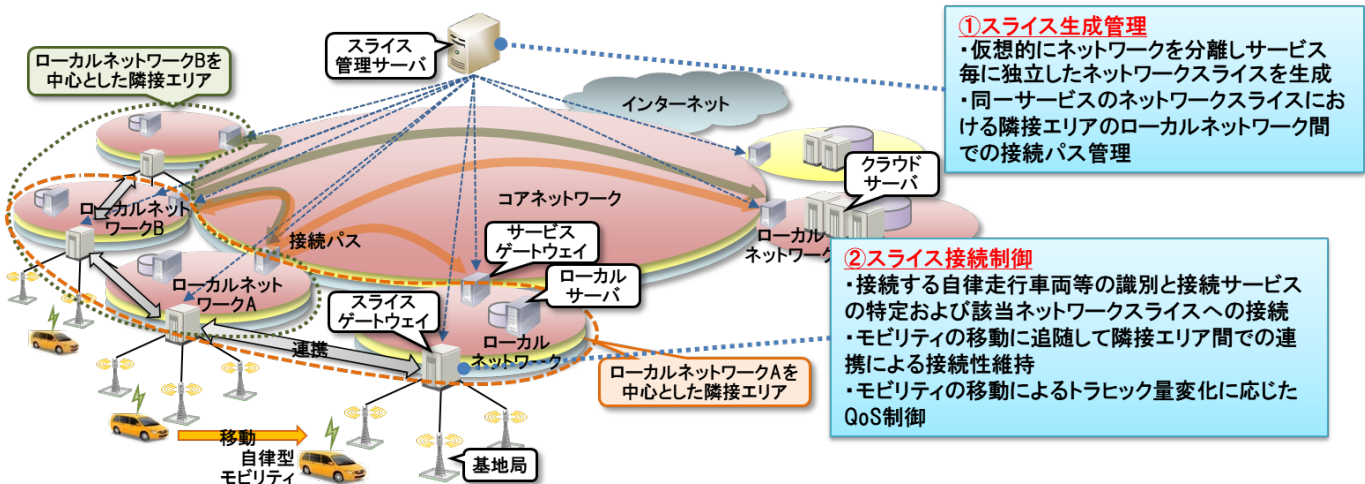 スライス
管理サーバ
ローカルネットワークBを
中心とした隣接エリア
インターネット
①スライス生成管理
・仮想的にネットワークを分離しサービス
毎に独立したネットワークスライスを生成
・同一サービスのネットワークスライスにお
ける隣接エリアのローカルネットワーク間
での接続パス管理
クラウド
サーバ
コアネットワーク
ローカルネット
ワークB
接続パス
サービス
ゲートウェイ
ローカル
ネットワーク
ローカル
サーバ
ローカルネット
ワークA
スライス
ゲートウェイ
連携
ローカル
ネットワーク
ローカルネットワークAを
中心とした隣接エリア
②スライス接続制御
・接続する自律走行車両等の識別と接続サービス
の特定および該当ネットワークスライスへの接続
・モビリティの移動に追随して隣接エリア間での連
携による接続性維持
・モビリティの移動によるトラヒック量変化に応じた
QoS制御
移動
自律型
モビリティ
基地局